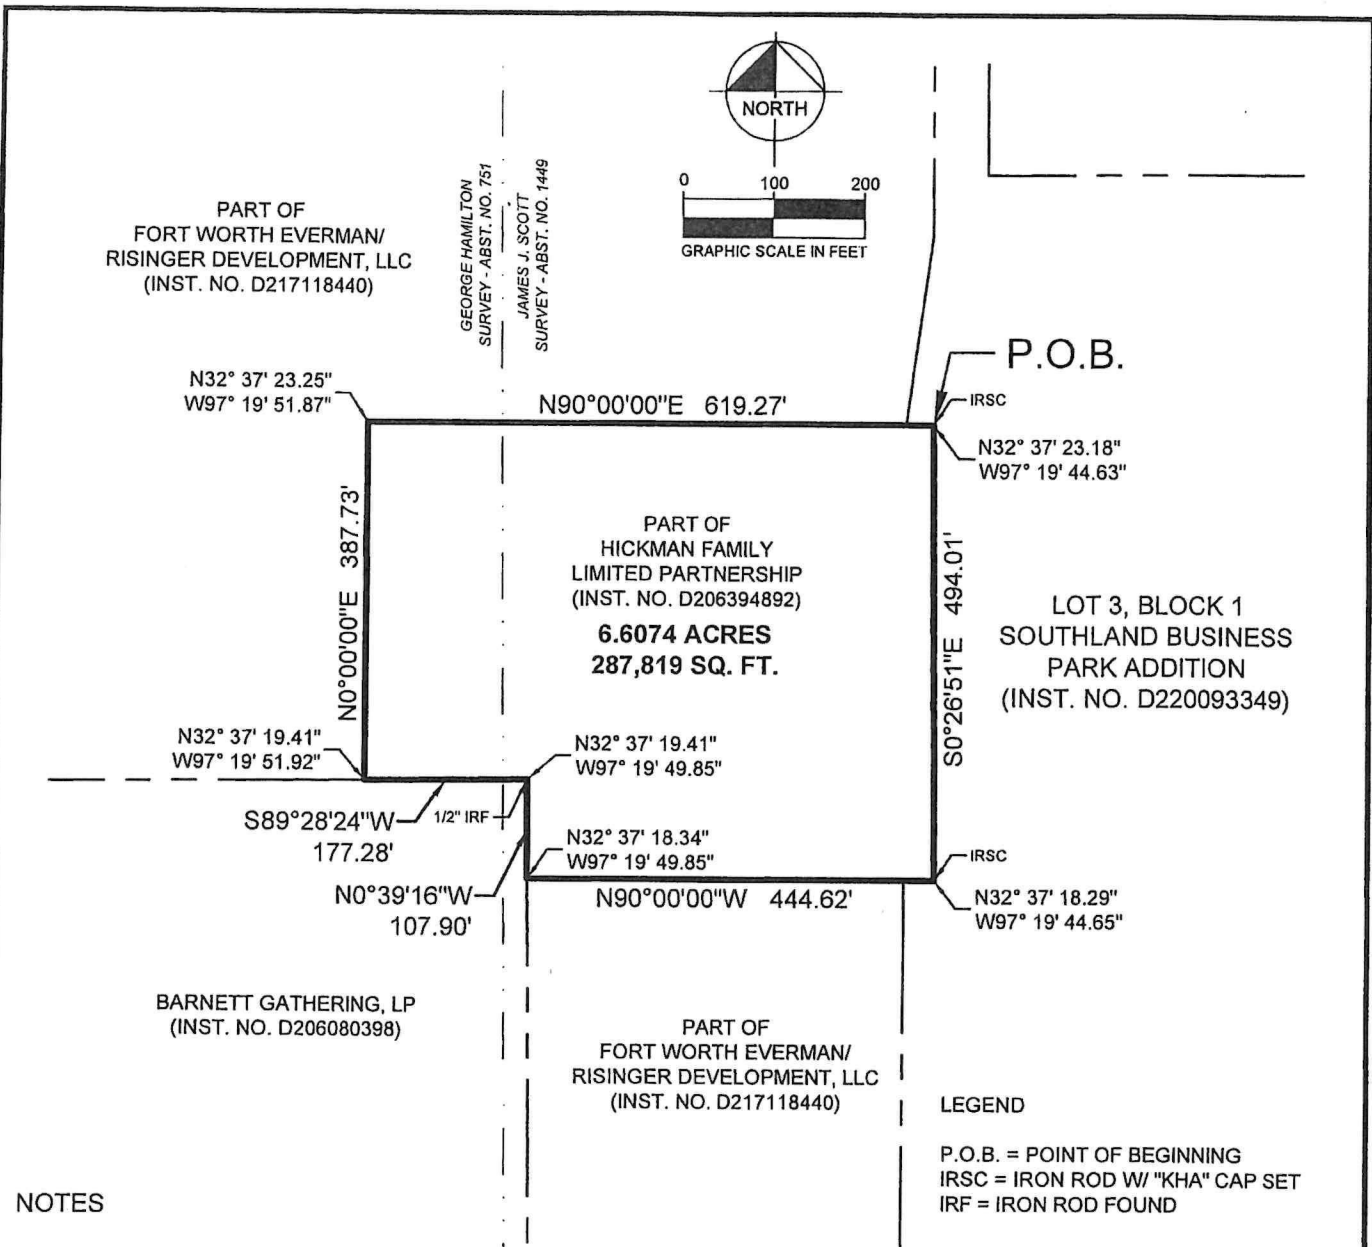 NORTH
0 100 200
GRAPHIC SCALE IN FEET
GEORGE HAMILTON
SURVEY - ABST. NO. 751
JAMES J. SCOTT
SURVEY - ABST. NO. 1449
PART OF
FORT WORTH EVERMAN/
RISINGER DEVELOPMENT, LLC
(INST. NO. D217118440)
P.O.B.
IRSC
N32° 37' 23.25"
W97° 19' 51.87"
N90°00'00"E 619.27'
N32° 37' 23.18"
W97° 19' 44.63"
N0°00'00"E 387.73'
PART OF
HICKMAN FAMILY
LIMITED PARTNERSHIP
(INST. NO. D206394892)
6.6074 ACRES
287,819 SQ. FT.
S0°26'51"E 494.01'
LOT 3, BLOCK 1
SOUTHLAND BUSINESS
PARK ADDITION
(INST. NO. D220093349)
N32° 37' 19.41"
W97° 19' 51.92"
N32° 37' 19.41"
W97° 19' 49.85"
S89°28'24"W
177.28'
1/2" IRF
N32° 37' 18.34"
W97° 19' 49.85"
IRSC
N0°39'16"W
107.90'
N90°00'00"W 444.62'
N32° 37' 18.29"
W97° 19' 44.65"
BARNETT GATHERING, LP
(INST. NO. D206080398)
PART OF
FORT WORTH EVERMAN/
RISINGER DEVELOPMENT, LLC
(INST. NO. D217118440)
LEGEND
P.O.B. = POINT OF BEGINNING
IRSC = IRON ROD W/ "KHA" CAP SET
IRF = IRON ROD FOUND
NOTES